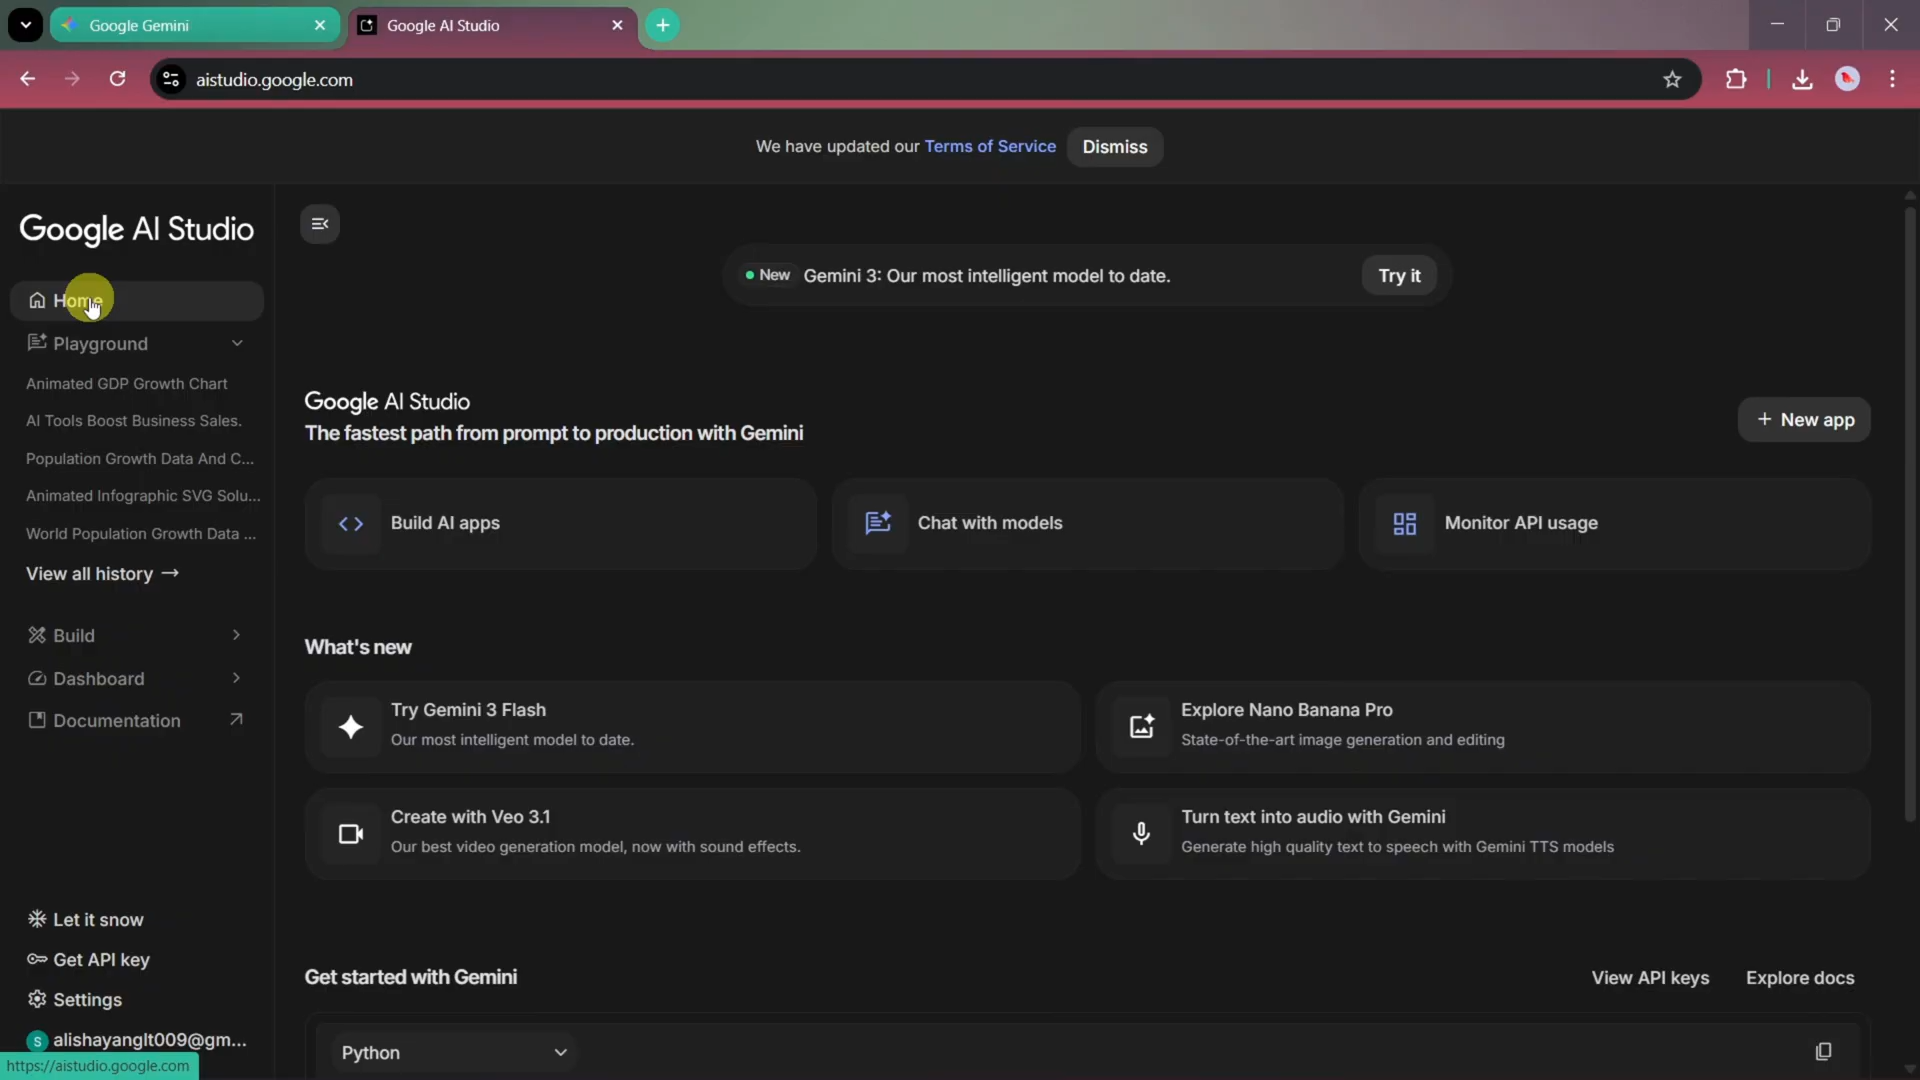 Google Gemini
Google AI Studio
aistudio.google.com
We have updated our Terms of Service Dismiss
Google AI Studio
Home
Playground
Animated GDP Growth Chart
AI Tools Boost Business Sales.
Population Growth Data And C...
Animated Infographic SVG Solu...
World Population Growth Data ...
View all history →
Build
Dashboard
Documentation
Let it snow
Get API key
Settings
S alishayanglt009@gm...
https://aistudio.google.com
New Gemini 3: Our most intelligent model to date. Try it
Google AI Studio
The fastest path from prompt to production with Gemini
+ New app
Build AI apps
Chat with models
Monitor API usage
What's new
Try Gemini 3 Flash
Our most intelligent model to date.
Explore Nano Banana Pro
State-of-the-art image generation and editing
Create with Veo 3.1
Our best video generation model, now with sound effects.
Turn text into audio with Gemini
Generate high quality text to speech with Gemini TTS models
Get started with Gemini
View API keys
Explore docs
Python